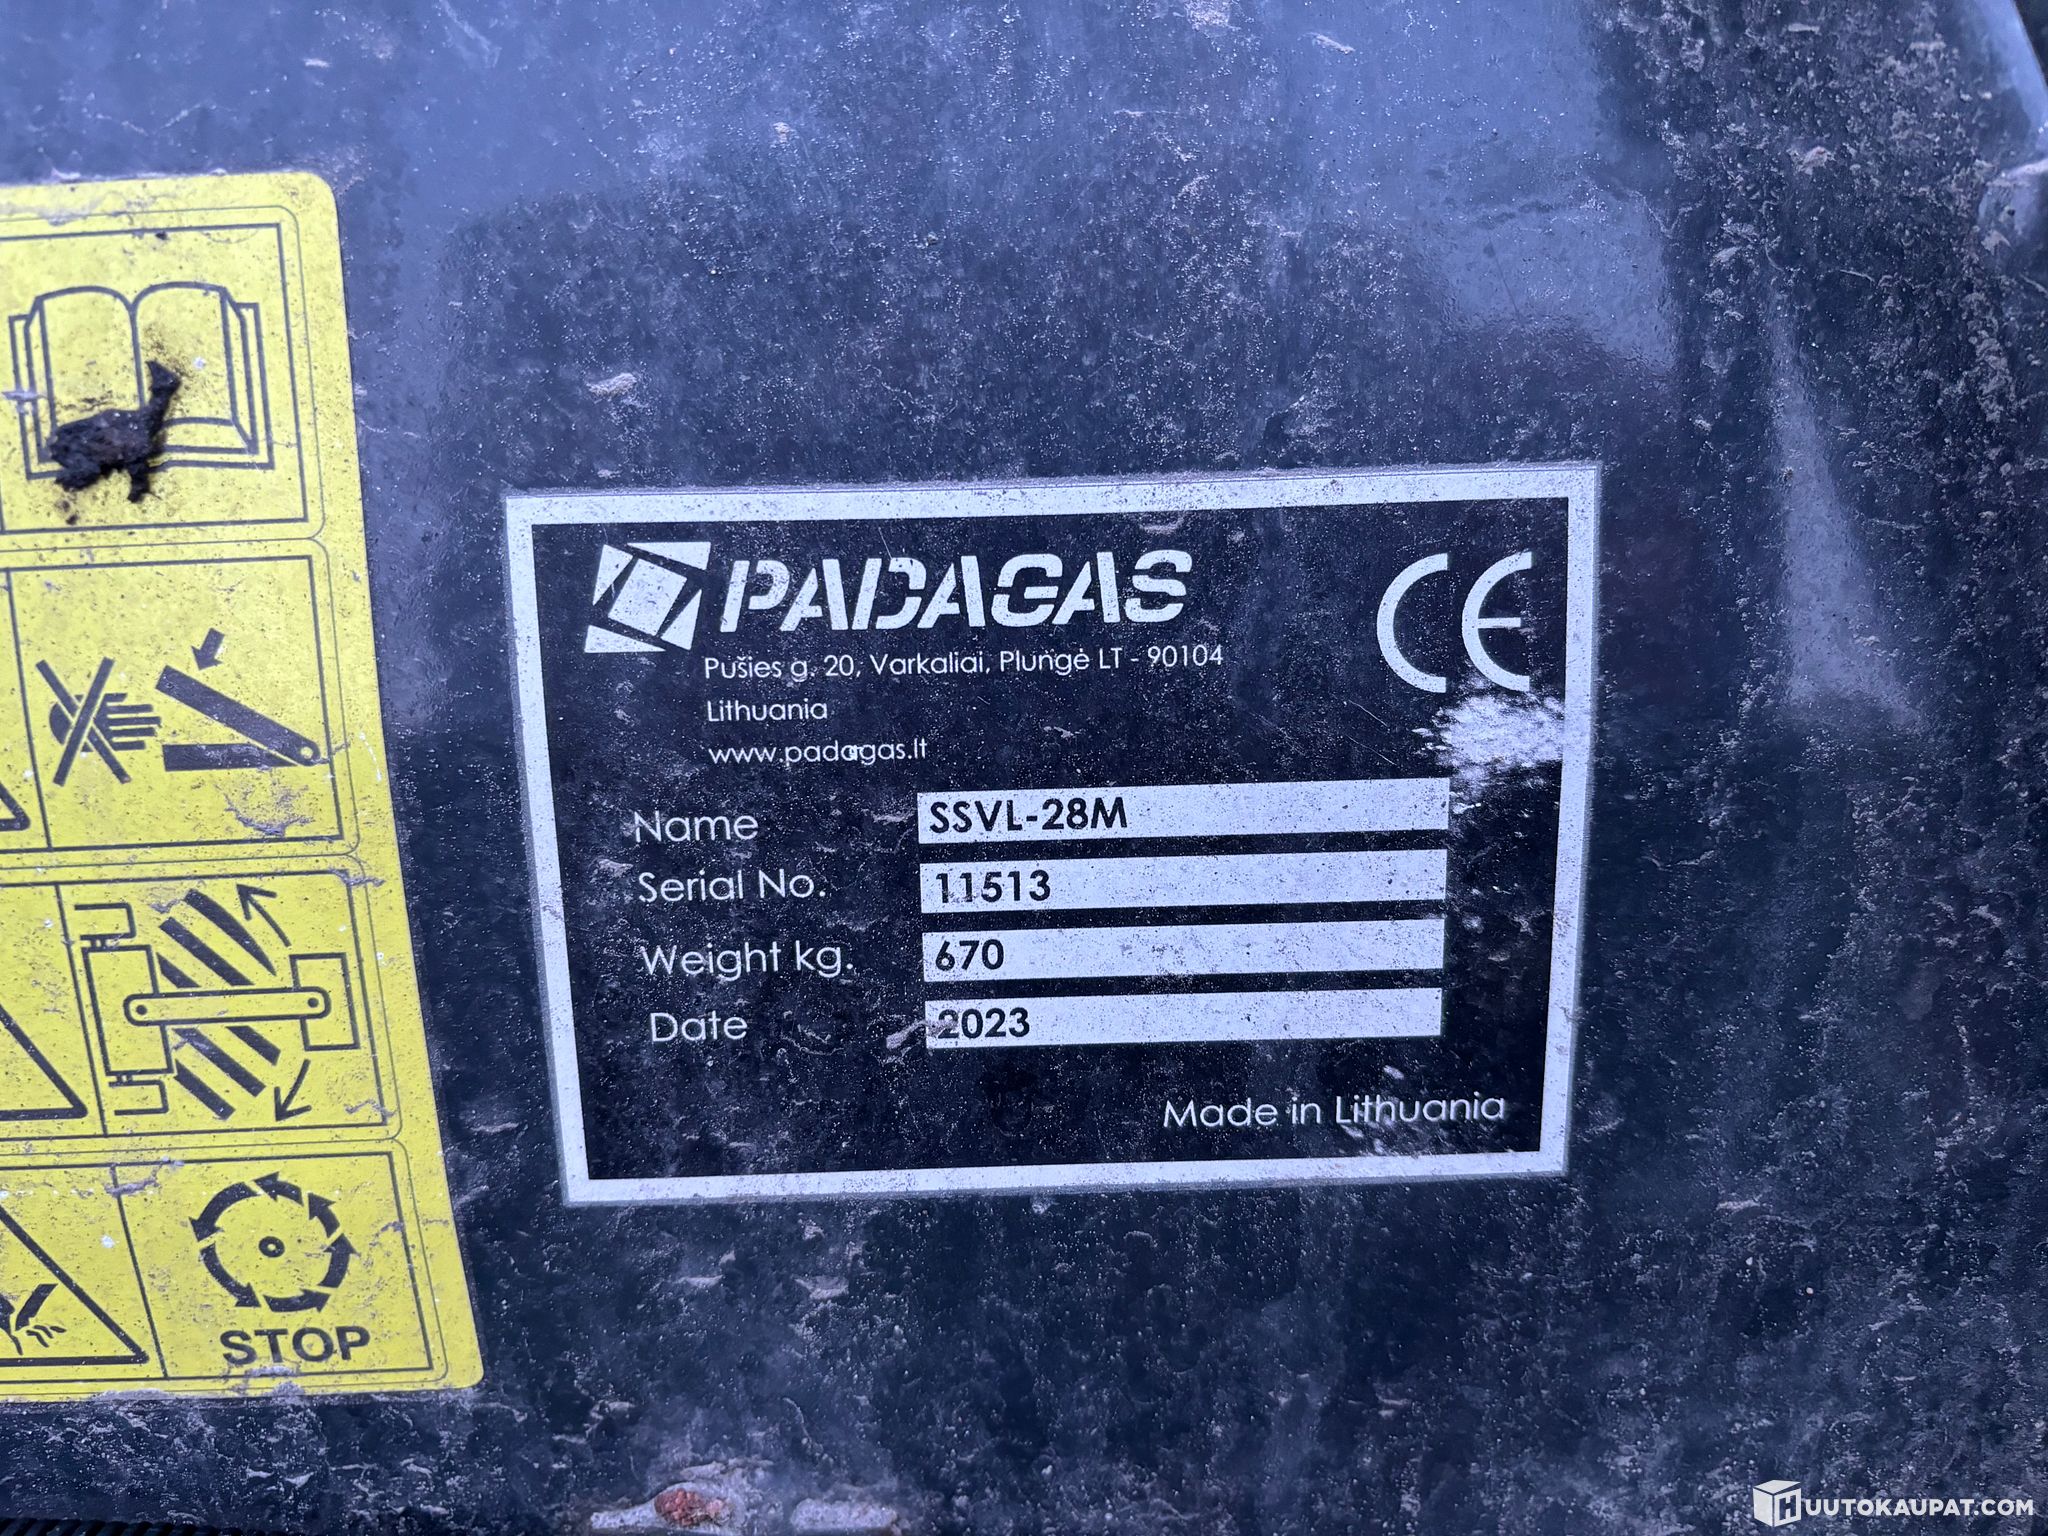 PADAGAS
CE
Pušies g. 20, Varkaliai, Plungė LT - 90104
Lithuania
www.padagas.lt
Name SSVL-28M
Serial No. 11513
Weight kg. 670
Date 2023
Made in Lithuania
STOP
HUUTOKAUPAT.COM